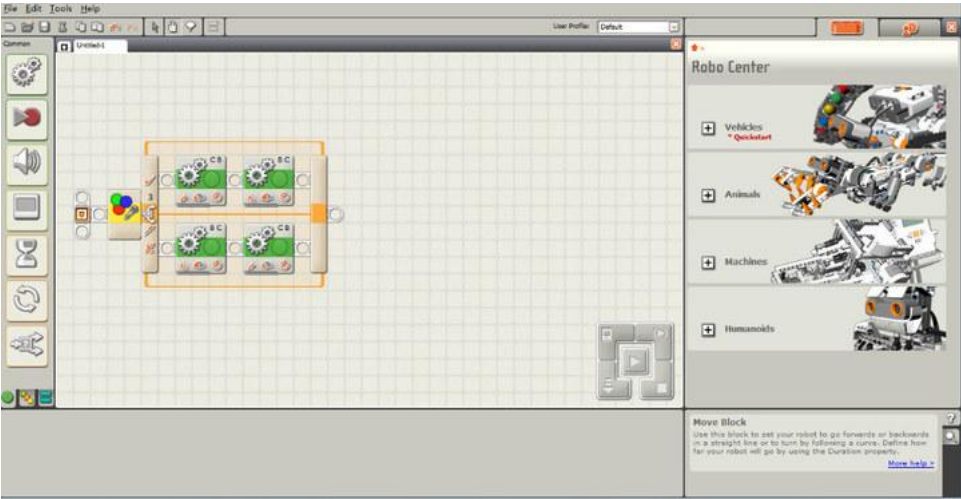 File Edit Tools Help
User Profile: Default
Common
Untitled-1
Robo Center
Vehicles
* Quickstart
Animals
Machines
Humanoids
3
C B
B C
B C
C B
Move Block
Use this block to set your robot to go forwards or backwards
in a straight line or to turn by following a curve. Define how
far your robot will go by using the Duration property.
More help >
?